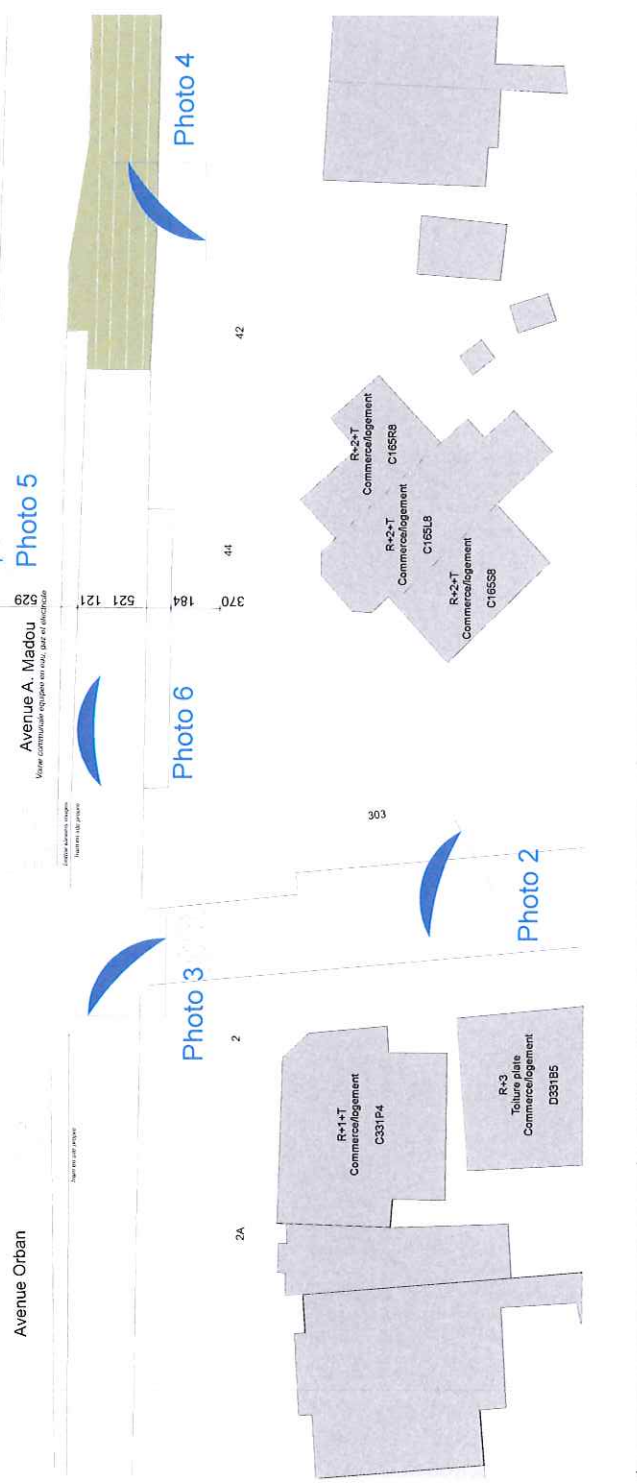 Avenue Orban
Avenue A. Madou
Voirie communale équipée en eau, gaz et électricité
Photo 5
Photo 4
Photo 6
Photo 3
Photo 2
529
121
521
184
370
42
44
303
2
2A
R+2+T
Commerce/logement
C165R8
R+2+T
Commerce/logement
C165L8
R+2+T
Commerce/logement
C165S8
R+1+T
Commerce/logement
C331P4
R+3
Toiture plate
Commerce/logement
D331B5